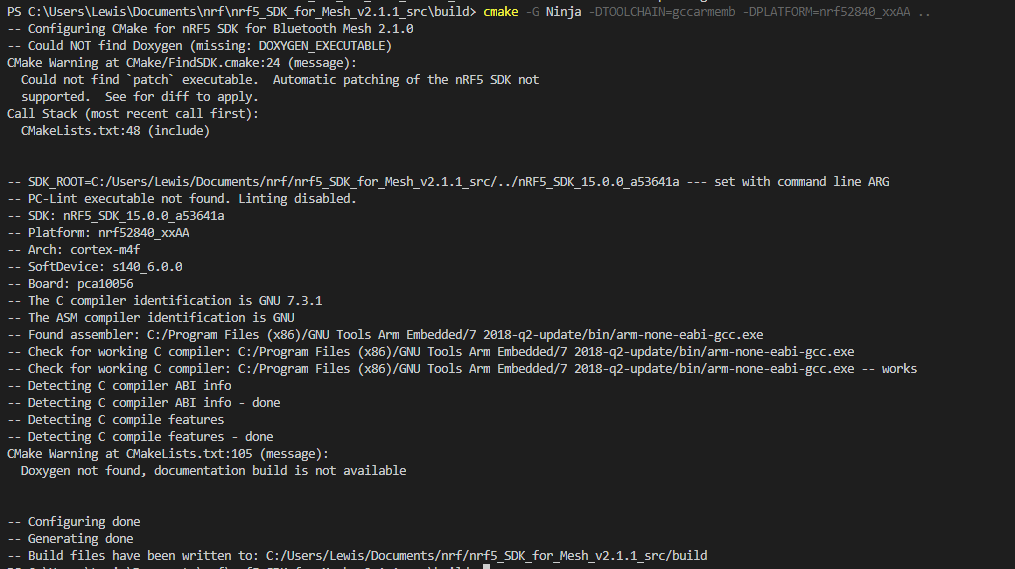 PS C:\Users\Lewis\Documents\nrf\nrf5_SDK_for_Mesh_v2.1.1_src\build> cmake -G Ninja -DTOOLCHAIN=gccarmemb -DPLATFORM=nrf52840_xxAA ..
-- Configuring CMake for nRF5 SDK for Bluetooth Mesh 2.1.0
-- Could NOT find Doxygen (missing: DOXYGEN_EXECUTABLE)
CMake Warning at CMake/FindSDK.cmake:24 (message):
  Could not find `patch` executable.  Automatic patching of the nRF5 SDK not
  supported.  See for diff to apply.
Call Stack (most recent call first):
  CMakeLists.txt:48 (include)
-- SDK_ROOT=C:/Users/Lewis/Documents/nrf/nrf5_SDK_for_Mesh_v2.1.1_src/../nRF5_SDK_15.0.0_a53641a --- set with command line ARG
-- PC-Lint executable not found. Linting disabled.
-- SDK: nRF5_SDK_15.0.0_a53641a
-- Platform: nrf52840_xxAA
-- Arch: cortex-m4f
-- SoftDevice: s140_6.0.0
-- Board: pca10056
-- The C compiler identification is GNU 7.3.1
-- The ASM compiler identification is GNU
-- Found assembler: C:/Program Files (x86)/GNU Tools Arm Embedded/7 2018-q2-update/bin/arm-none-eabi-gcc.exe
-- Check for working C compiler: C:/Program Files (x86)/GNU Tools Arm Embedded/7 2018-q2-update/bin/arm-none-eabi-gcc.exe
-- Check for working C compiler: C:/Program Files (x86)/GNU Tools Arm Embedded/7 2018-q2-update/bin/arm-none-eabi-gcc.exe -- works
-- Detecting C compiler ABI info
-- Detecting C compiler ABI info - done
-- Detecting C compile features
-- Detecting C compile features - done
CMake Warning at CMakeLists.txt:105 (message):
  Doxygen not found, documentation build is not available
-- Configuring done
-- Generating done
-- Build files have been written to: C:/Users/Lewis/Documents/nrf/nrf5_SDK_for_Mesh_v2.1.1_src/build